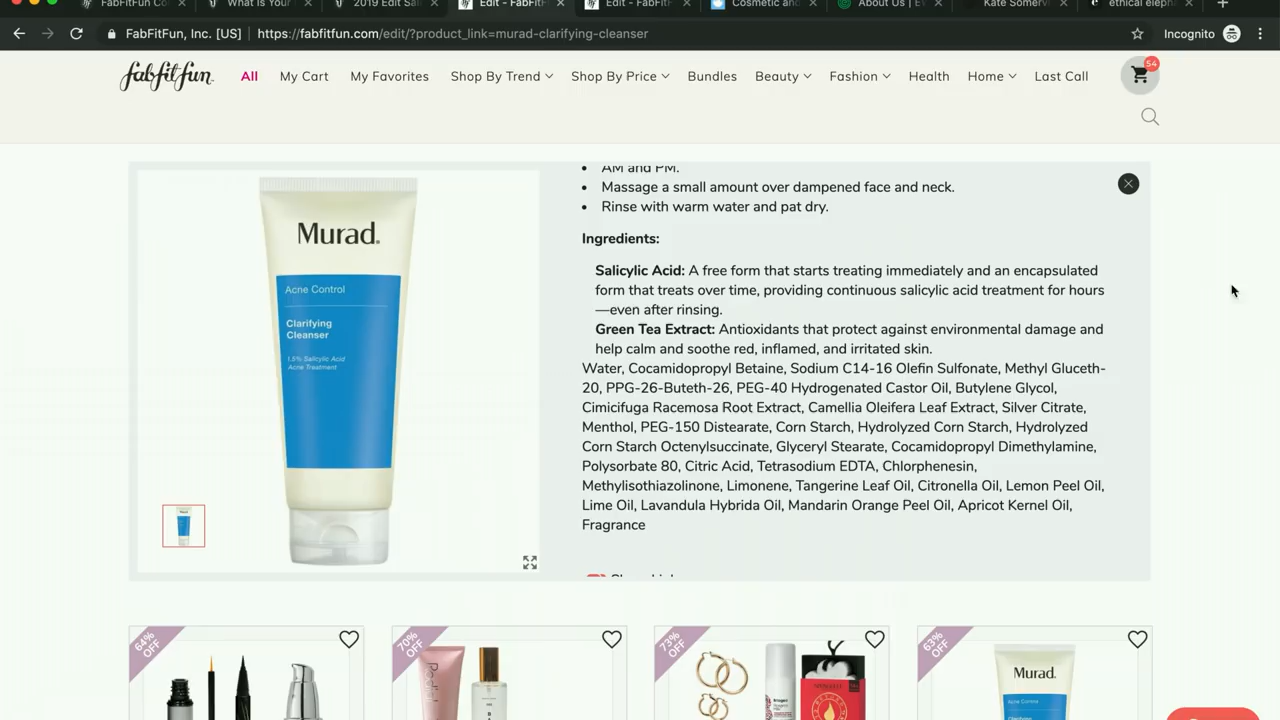 Edit - FabFitFun
What is Your
2019 Edit Sal
Edit - FabFitF
Edit - FabFitF
Cosmetic and
About Us | E
Kate Somerv
ethical eleph
FabFitFun, Inc. [US] https://fabfitfun.com/edit/?product_link=murad-clarifying-cleanser
Incognito
fabfitfun. All My Cart My Favorites Shop By Trend Shop By Price Bundles Beauty Fashion Health Home Last Call 54
• AM and PM.
• Massage a small amount over dampened face and neck.
• Rinse with warm water and pat dry.
Ingredients:
Salicylic Acid: A free form that starts treating immediately and an encapsulated
form that treats over time, providing continuous salicylic acid treatment for hours
—even after rinsing.
Green Tea Extract: Antioxidants that protect against environmental damage and
help calm and soothe red, inflamed, and irritated skin.
Water, Cocamidopropyl Betaine, Sodium C14-16 Olefin Sulfonate, Methyl Gluceth-
20, PPG-26-Buteth-26, PEG-40 Hydrogenated Castor Oil, Butylene Glycol,
Cimicifuga Racemosa Root Extract, Camellia Oleifera Leaf Extract, Silver Citrate,
Menthol, PEG-150 Distearate, Corn Starch, Hydrolyzed Corn Starch, Hydrolyzed
Corn Starch Octenylsuccinate, Glyceryl Stearate, Cocamidopropyl Dimethylamine,
Polysorbate 80, Citric Acid, Tetrasodium EDTA, Chlorphenesin,
Methylisothiazolinone, Limonene, Tangerine Leaf Oil, Citronella Oil, Lemon Peel Oil,
Lime Oil, Lavandula Hybrida Oil, Mandarin Orange Peel Oil, Apricot Kernel Oil,
Fragrance
Murad.
Acne Control
Clarifying
Cleanser
1.5% Salicylic Acid
Acne Treatment
64%
OFF
70%
OFF
73%
OFF
63%
OFF
Murad.
Acne Control